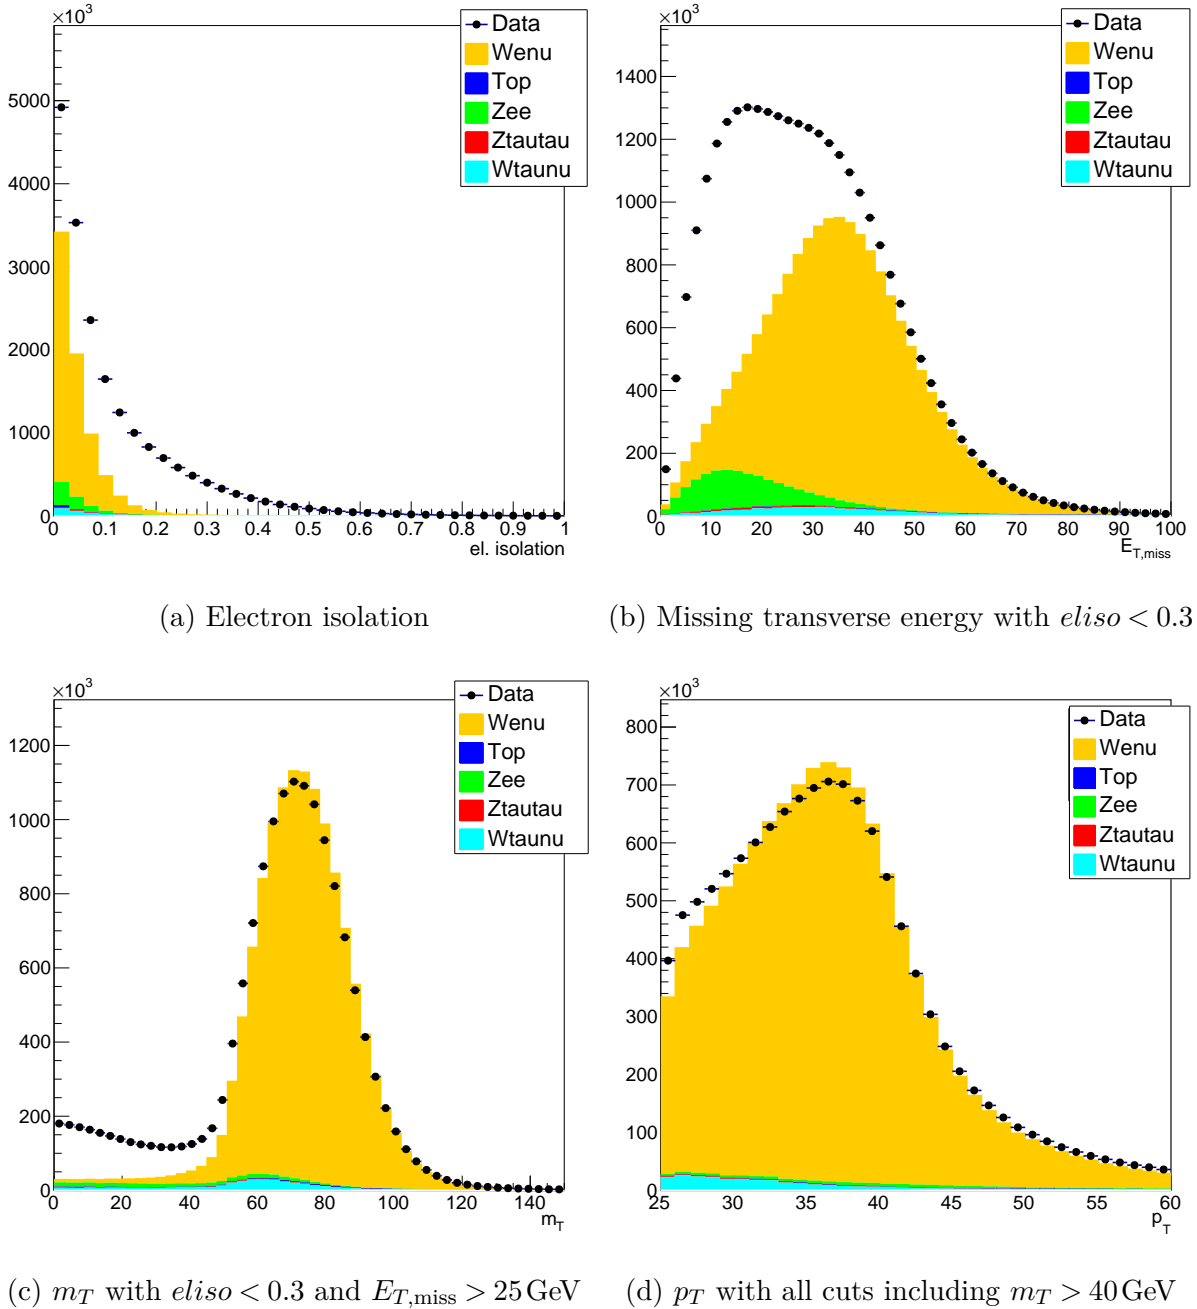 ×10³
5000
4000
3000
2000
1000
0
0 0.1 0.2 0.3 0.4 0.5 0.6 0.7 0.8 0.9 1
el. isolation
Data
Wenu
Top
Zee
Ztautau
Wtaunu
(a) Electron isolation
×10³
1400
1200
1000
800
600
400
200
0
0 10 20 30 40 50 60 70 80 90 100
E_T,miss
Data
Wenu
Top
Zee
Ztautau
Wtaunu
(b) Missing transverse energy with eliso < 0.3
×10³
1200
1000
800
600
400
200
0
0 20 40 60 80 100 120 140
m_T
Data
Wenu
Top
Zee
Ztautau
Wtaunu
(c) m_T with eliso < 0.3 and E_T,miss > 25 GeV
×10³
800
700
600
500
400
300
200
100
0
25 30 35 40 45 50 55 60
p_T
Data
Wenu
Top
Zee
Ztautau
Wtaunu
(d) p_T with all cuts including m_T > 40 GeV